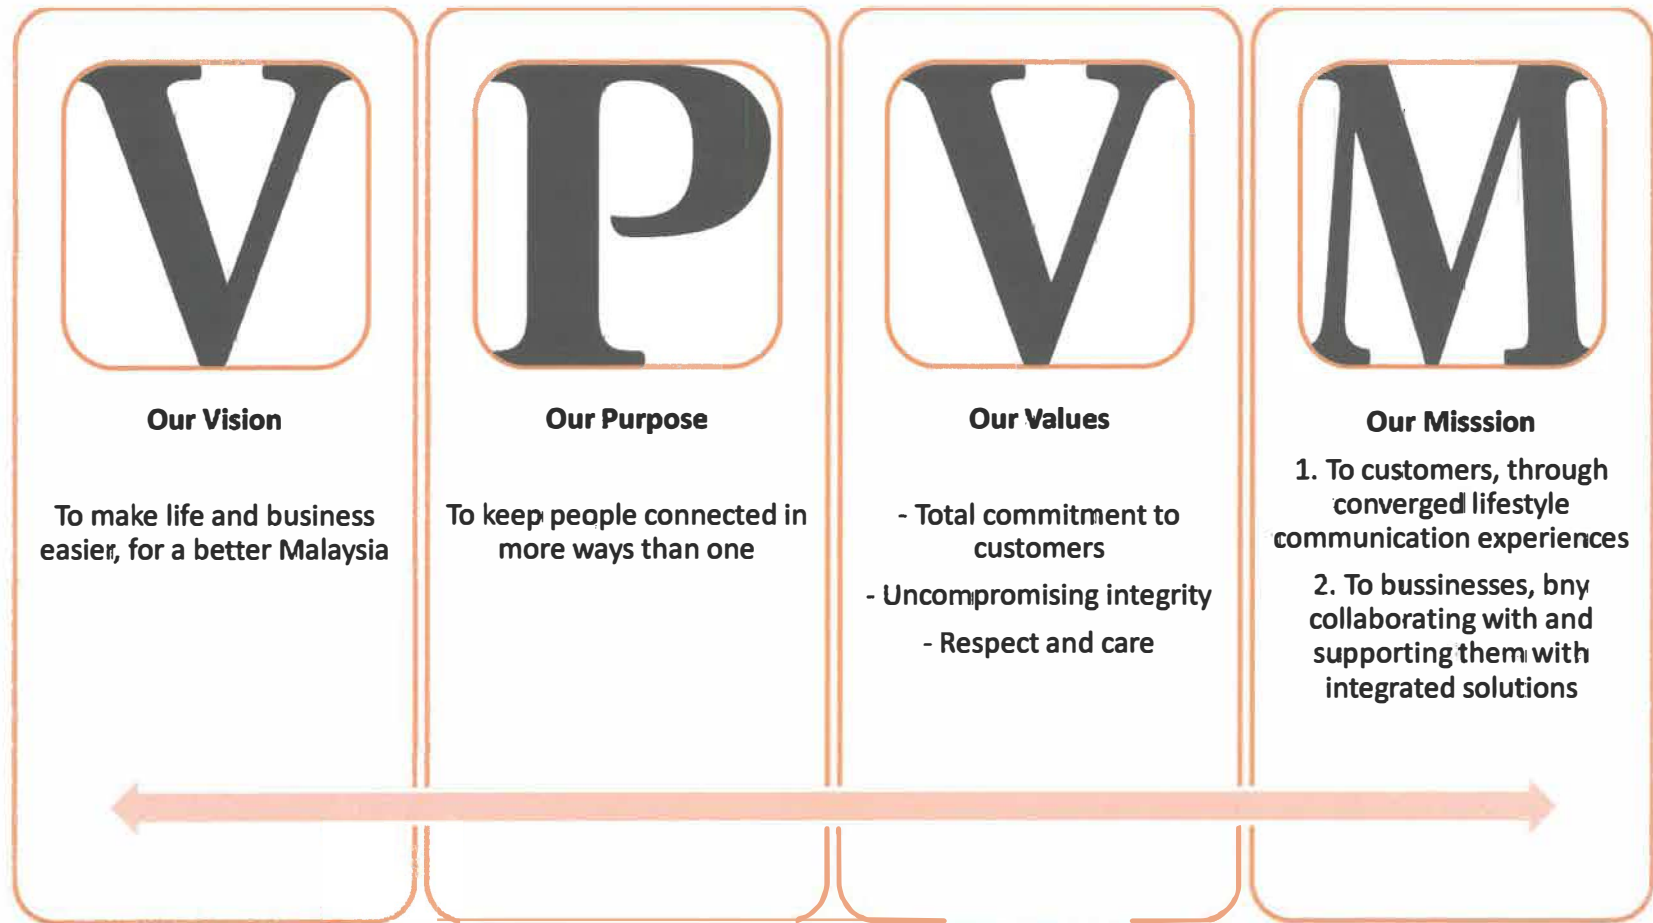 V
Our Vision
To make life and business
easier, for a better Malaysia
P
Our Purpose
To keep people connected in
more ways than one
V
Our Values
- Total commitment to
customers
- Uncompromising integrity
- Respect and care
M
Our Misssion
1. To customers, through
converged lifestyle
communication experiences
2. To bussinesses, bny
collaborating with and
supporting them with
integrated solutions